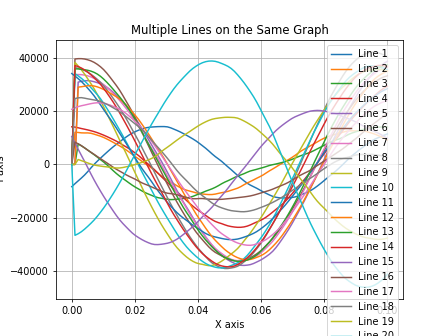 Multiple Lines on the Same Graph
40000
20000
0
−20000
−40000
0.00
0.02
0.04
0.06
0.08
X axis
Line 1
Line 2
Line 3
Line 4
Line 5
Line 6
Line 7
Line 8
Line 9
Line 10
Line 11
Line 12
Line 13
Line 14
Line 15
Line 16
Line 17
Line 18
Line 19
Line 20